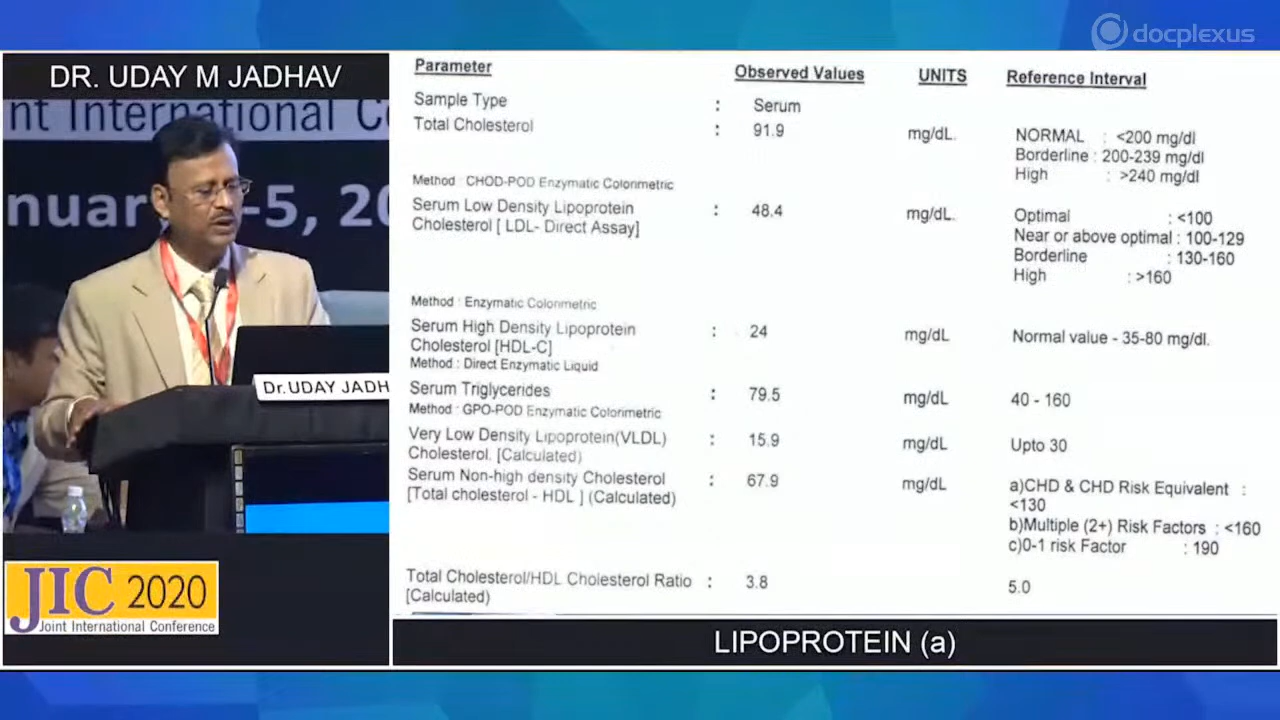 docplexus
DR. UDAY M JADHAV
nt International Co
nuary -5, 20
Dr. UDAY JADH
JIC 2020
Joint International Conference
Parameter Observed Values UNITS Reference Interval
Sample Type : Serum
Total Cholesterol : 91.9 mg/dL. NORMAL : <200 mg/dl
Borderline : 200-239 mg/dl
High : >240 mg/dl
Method : CHOD-POD Enzymatic Colorimetric
Serum Low Density Lipoprotein : 48.4 mg/dL. Optimal : <100
Cholesterol [ LDL- Direct Assay]
Near or above optimal : 100-129
Borderline : 130-160
High : >160
Method : Enzymatic Colorimetric
Serum High Density Lipoprotein : 24 mg/dL Normal value - 35-80 mg/dl.
Cholesterol [HDL-C]
Method : Direct Enzymatic Liquid
Serum Triglycerides : 79.5 mg/dL 40 - 160
Method : GPO-POD Enzymatic Colorimetric
Very Low Density Lipoprotein(VLDL) : 15.9 mg/dL Upto 30
Cholesterol. [Calculated)
Serum Non-high density Cholesterol : 67.9 mg/dL a)CHD & CHD Risk Equivalent :
[Total cholesterol - HDL ] (Calculated) <130
b)Multiple (2+) Risk Factors : <160
c)0-1 risk Factor : 190
Total Cholesterol/HDL Cholesterol Ratio : 3.8 5.0
[Calculated)
LIPOPROTEIN (a)